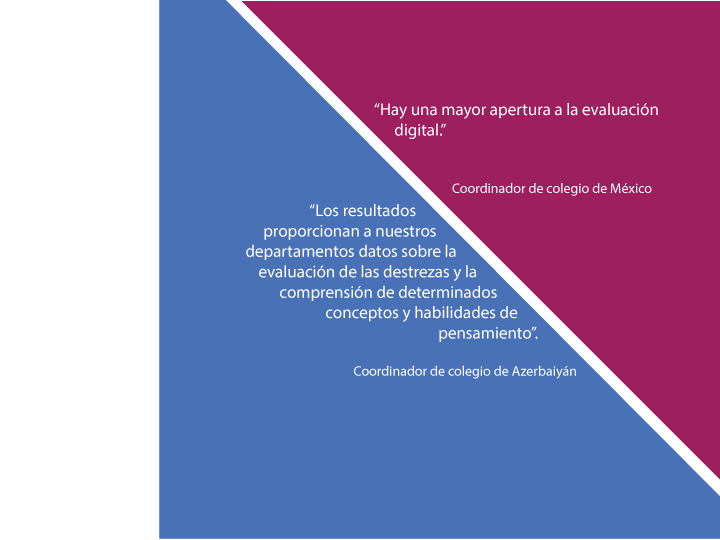 “Hay una mayor apertura a la evaluación
digital.”
Coordinador de colegio de México
“Los resultados
proporcionan a nuestros
departamentos datos sobre la
evaluación de las destrezas y la
comprensión de determinados
conceptos y habilidades de
pensamiento”.
Coordinador de colegio de Azerbaiyán